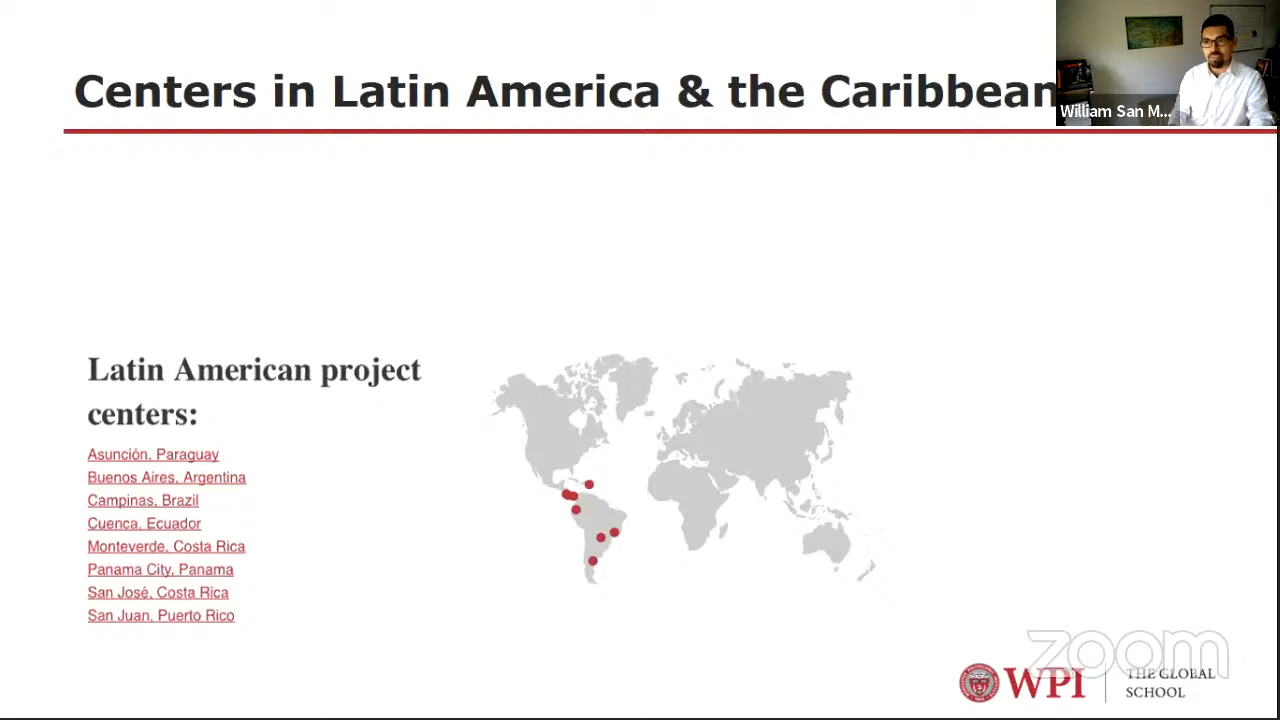 Centers in Latin America & the Caribbean
William San M...
Latin American project
centers:
Asunción, Paraguay
Buenos Aires, Argentina
Campinas, Brazil
Cuenca, Ecuador
Monteverde, Costa Rica
Panama City, Panama
San José, Costa Rica
San Juan, Puerto Rico
zoom
WPI
THE GLOBAL
SCHOOL